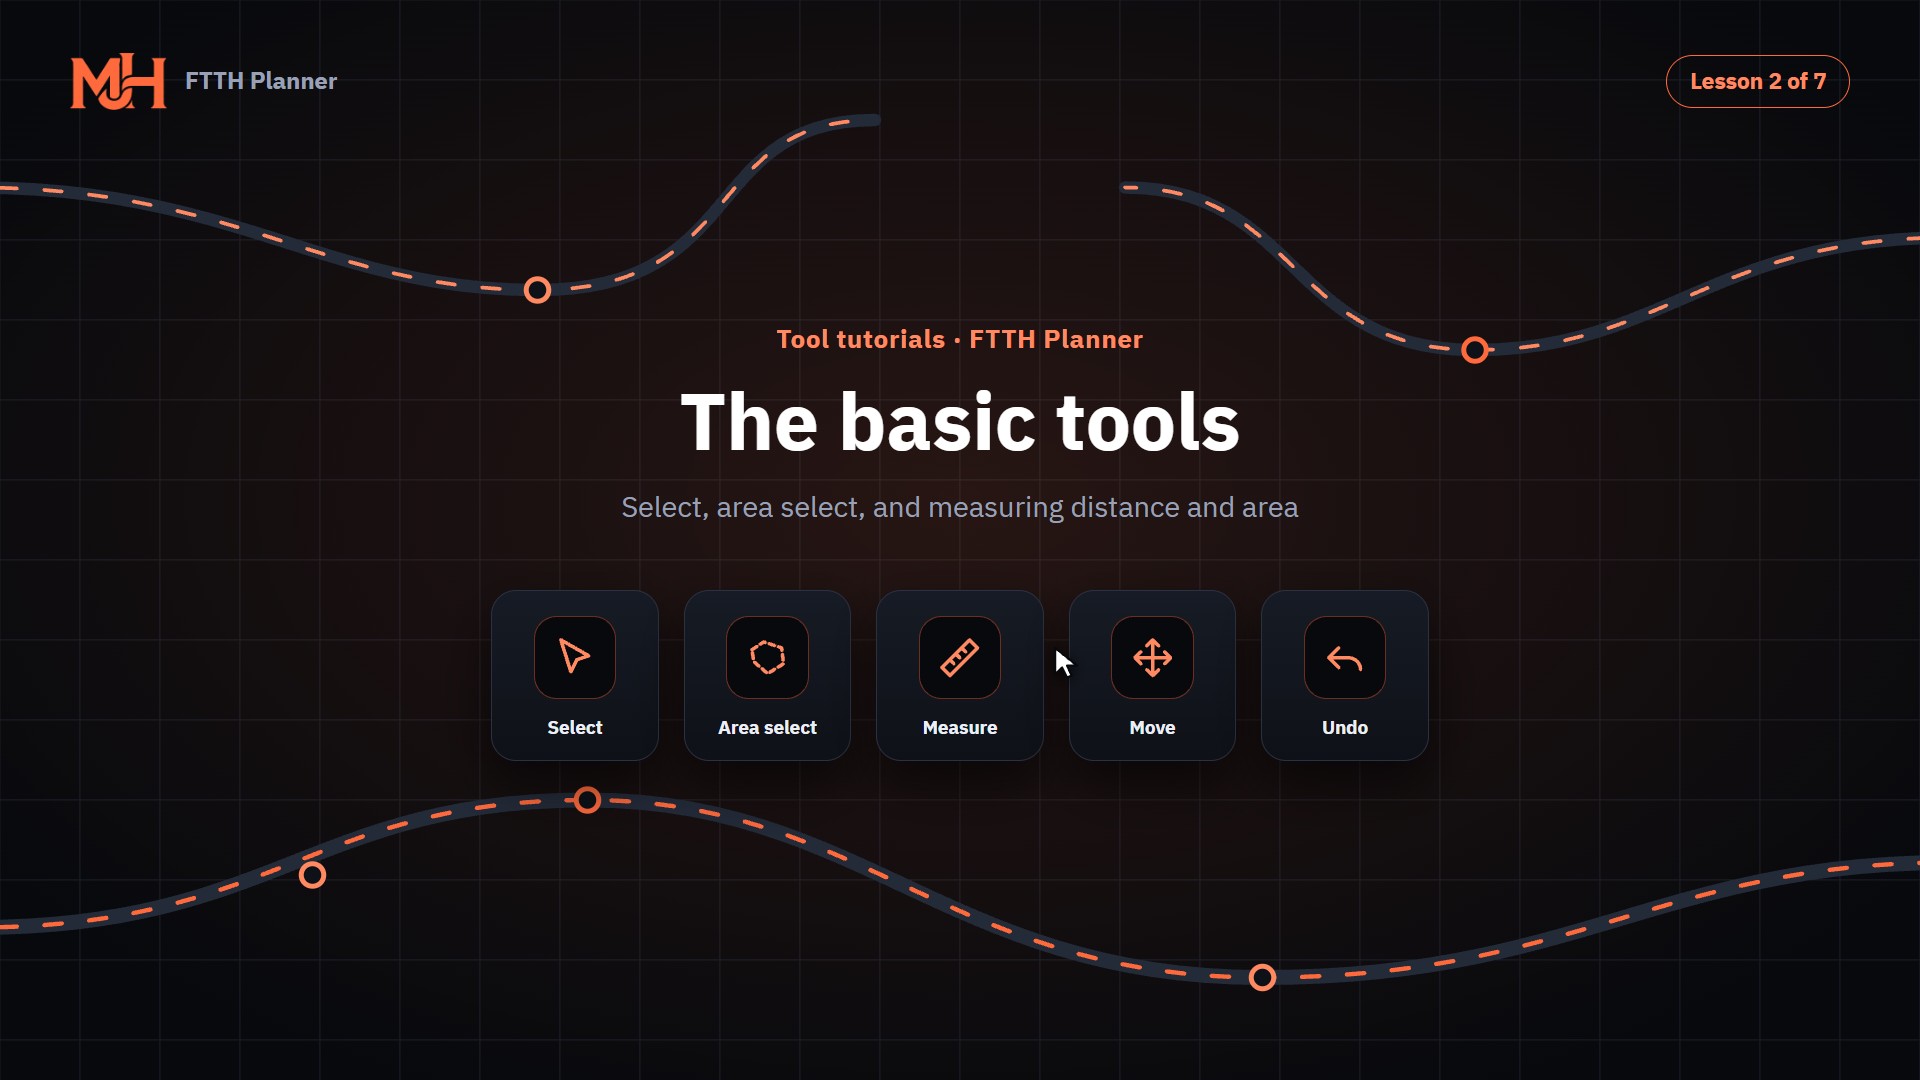 MJH FTTH Planner
Lesson 2 of 7
Tool tutorials · FTTH Planner
The basic tools
Select, area select, and measuring distance and area
Select
Area select
Measure
Move
Undo